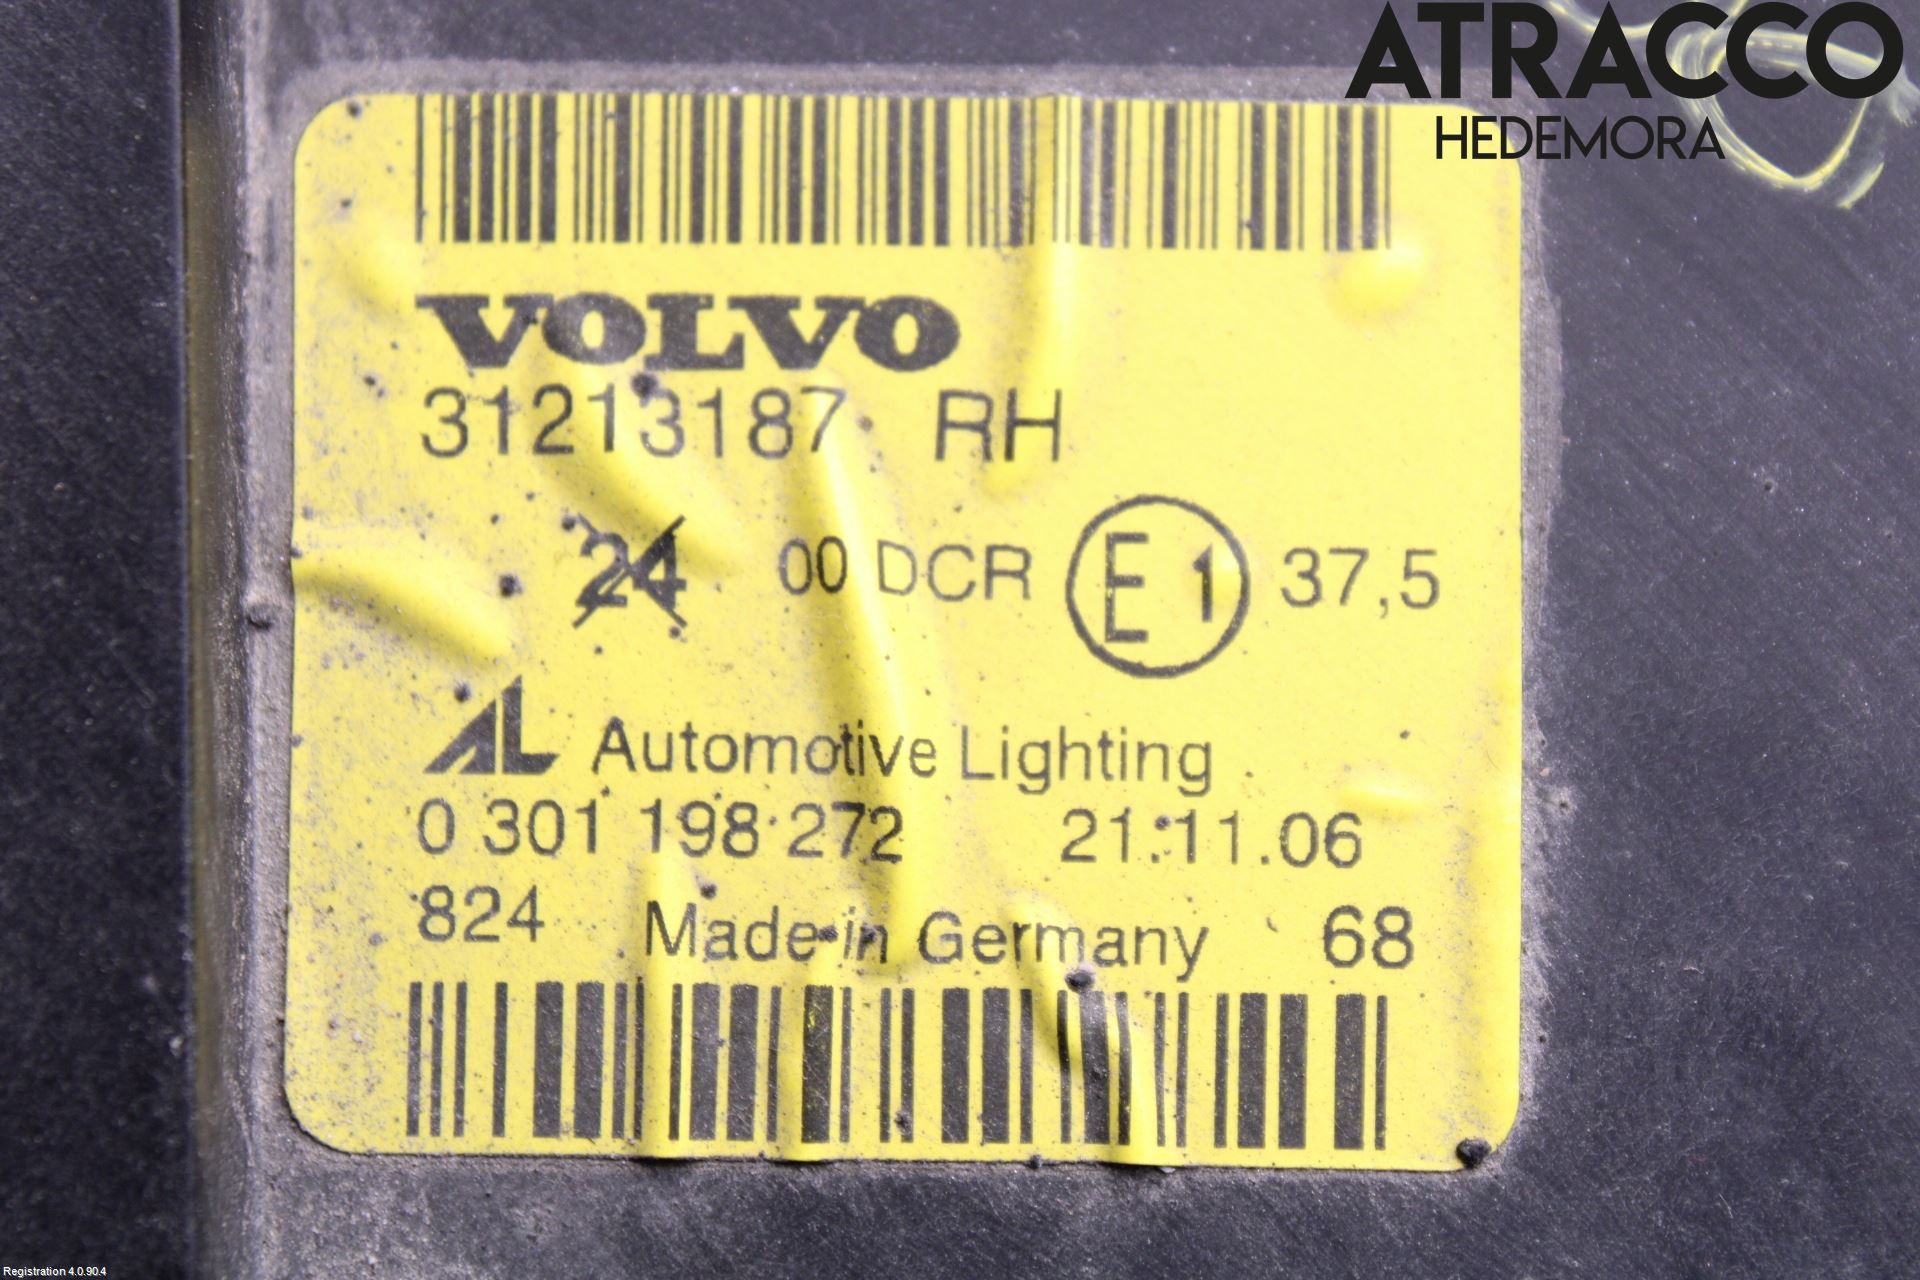 ATRACCO
HEDEMORA
VOLVO
31213187 RH
24 00 DCR E1 37,5
AL Automotive Lighting
0 301 198 272 21.11.06
824 Made in Germany 68
Registration 4.0.90.4